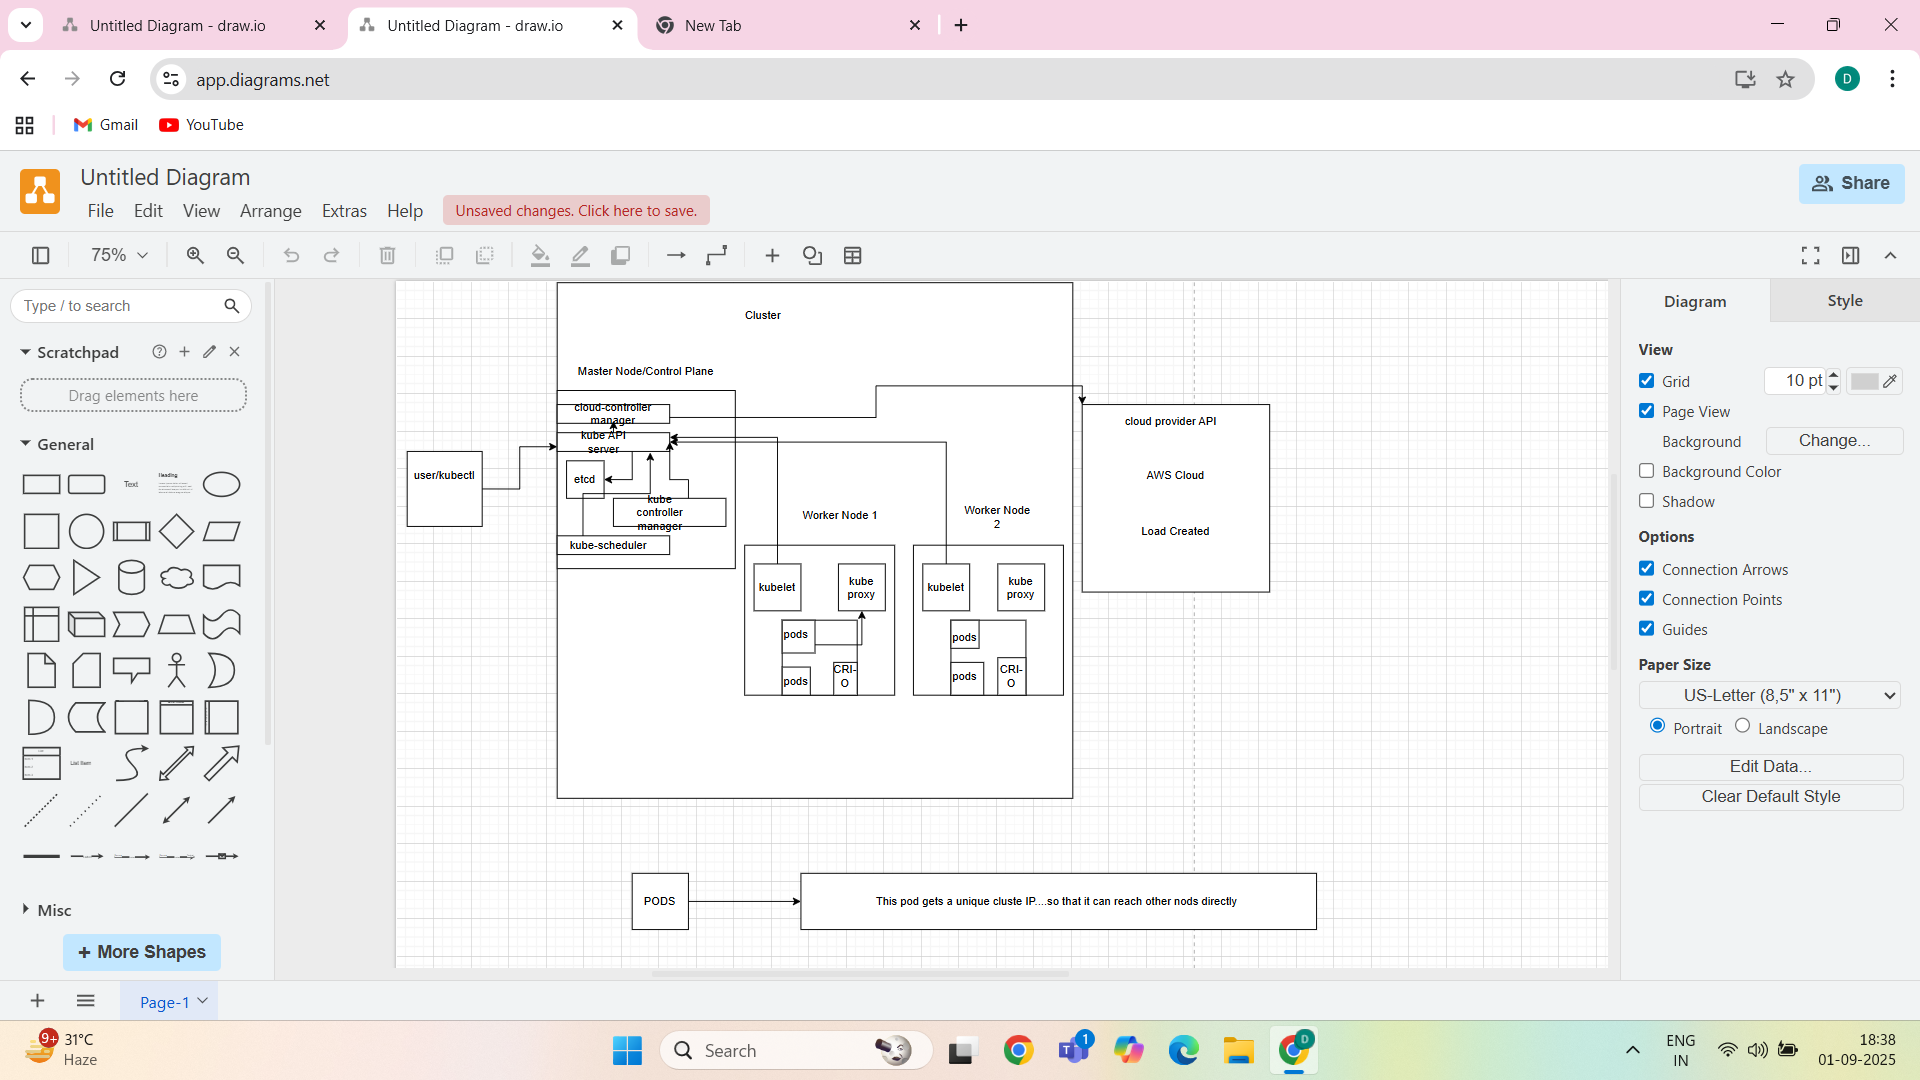 Untitled Diagram - draw.io
Untitled Diagram - draw.io
New Tab
app.diagrams.net
D
Gmail
YouTube
Untitled Diagram
File Edit View Arrange Extras Help
Unsaved changes. Click here to save.
Share
75%
Type / to search
Scratchpad
Drag elements here
General
Text
Heading
List Item
Misc
+ More Shapes
Cluster
Master Node/Control Plane
cloud-controller
manager
kube API
server
user/kubectl
etcd
kube
controller
manager
kube-scheduler
Worker Node 1
kubelet
kube
proxy
pods
pods
CRI-
O
Worker Node
2
kubelet
kube
proxy
pods
pods
CRI-
O
cloud provider API
AWS Cloud
Load Created
PODS
This pod gets a unique cluste IP....so that it can reach other nods directly
Diagram
Style
View
Grid
10 pt
Page View
Background
Change...
Background Color
Shadow
Options
Connection Arrows
Connection Points
Guides
Paper Size
US-Letter (8,5" x 11")
Portrait
Landscape
Edit Data...
Clear Default Style
Page-1
9+
31°C
Haze
Search
1
D
ENG
IN
18:38
01-09-2025